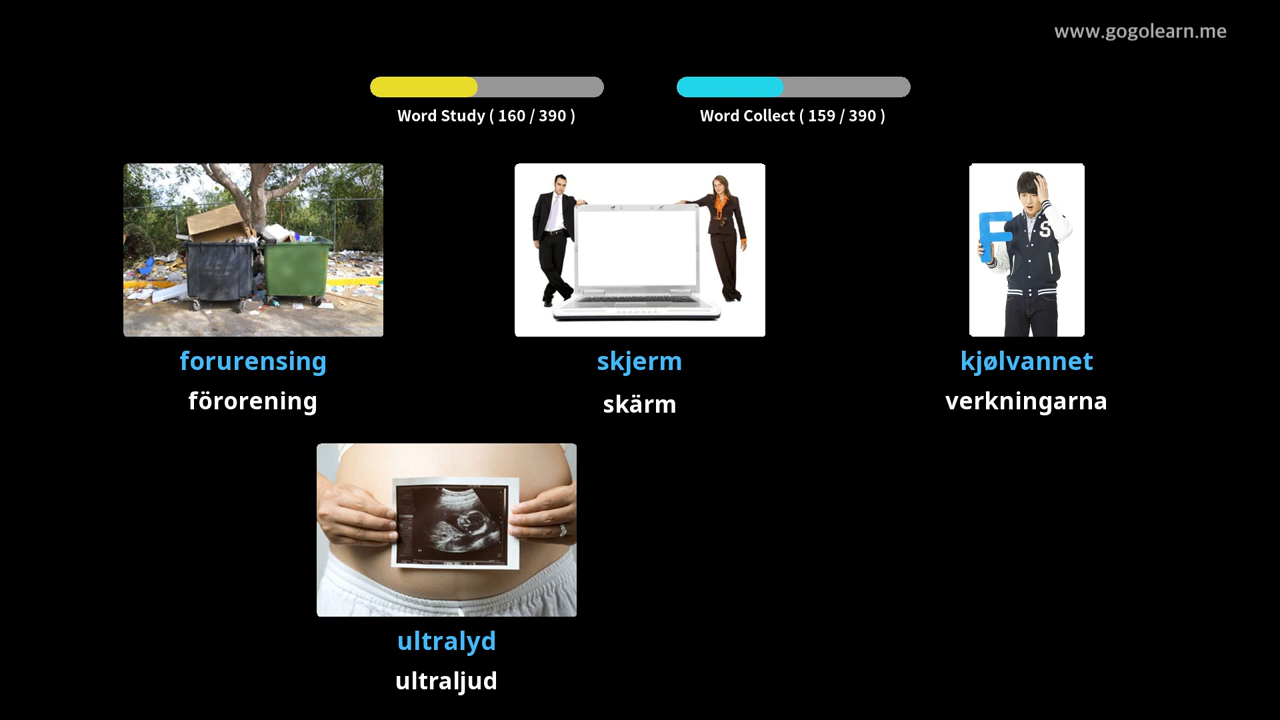 www.gogolearn.me
Word Study ( 160 / 390 )
Word Collect ( 159 / 390 )
F
S
forurensing
skjerm
kjølvannet
förorening
skärm
verkningarna
ultralyd
ultraljud